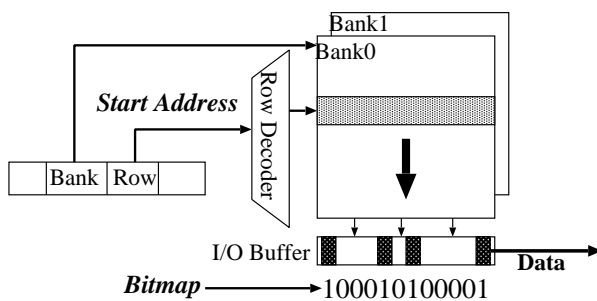 Bank1
Bank0
Start Address
Row Decoder
Bank Row
I/O Buffer
Data
Bitmap 100010100001